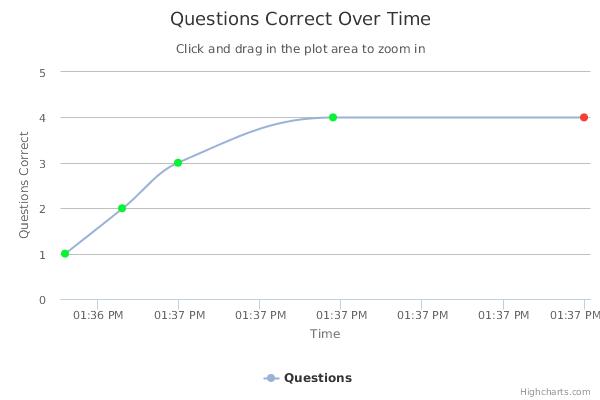 Questions Correct Over Time
Click and drag in the plot area to zoom in
5
4
3
2
1
0
Questions Correct
01:36 PM 01:37 PM 01:37 PM 01:37 PM 01:37 PM 01:37 PM 01:37 PM
Time
Questions
Highcharts.com